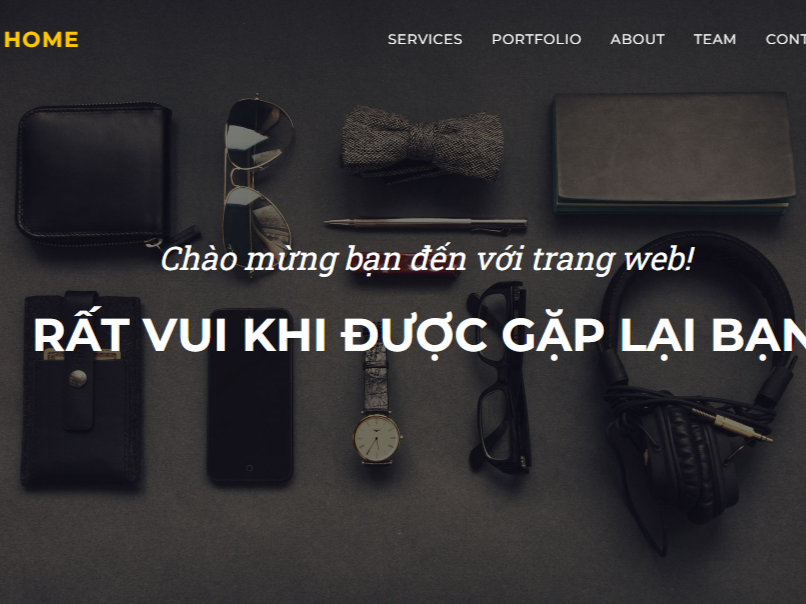 HOME SERVICES PORTFOLIO ABOUT TEAM
Chào mừng bạn đến với trang web!
RẤT VUI KHI ĐƯỢC GẶP LẠI BẠN